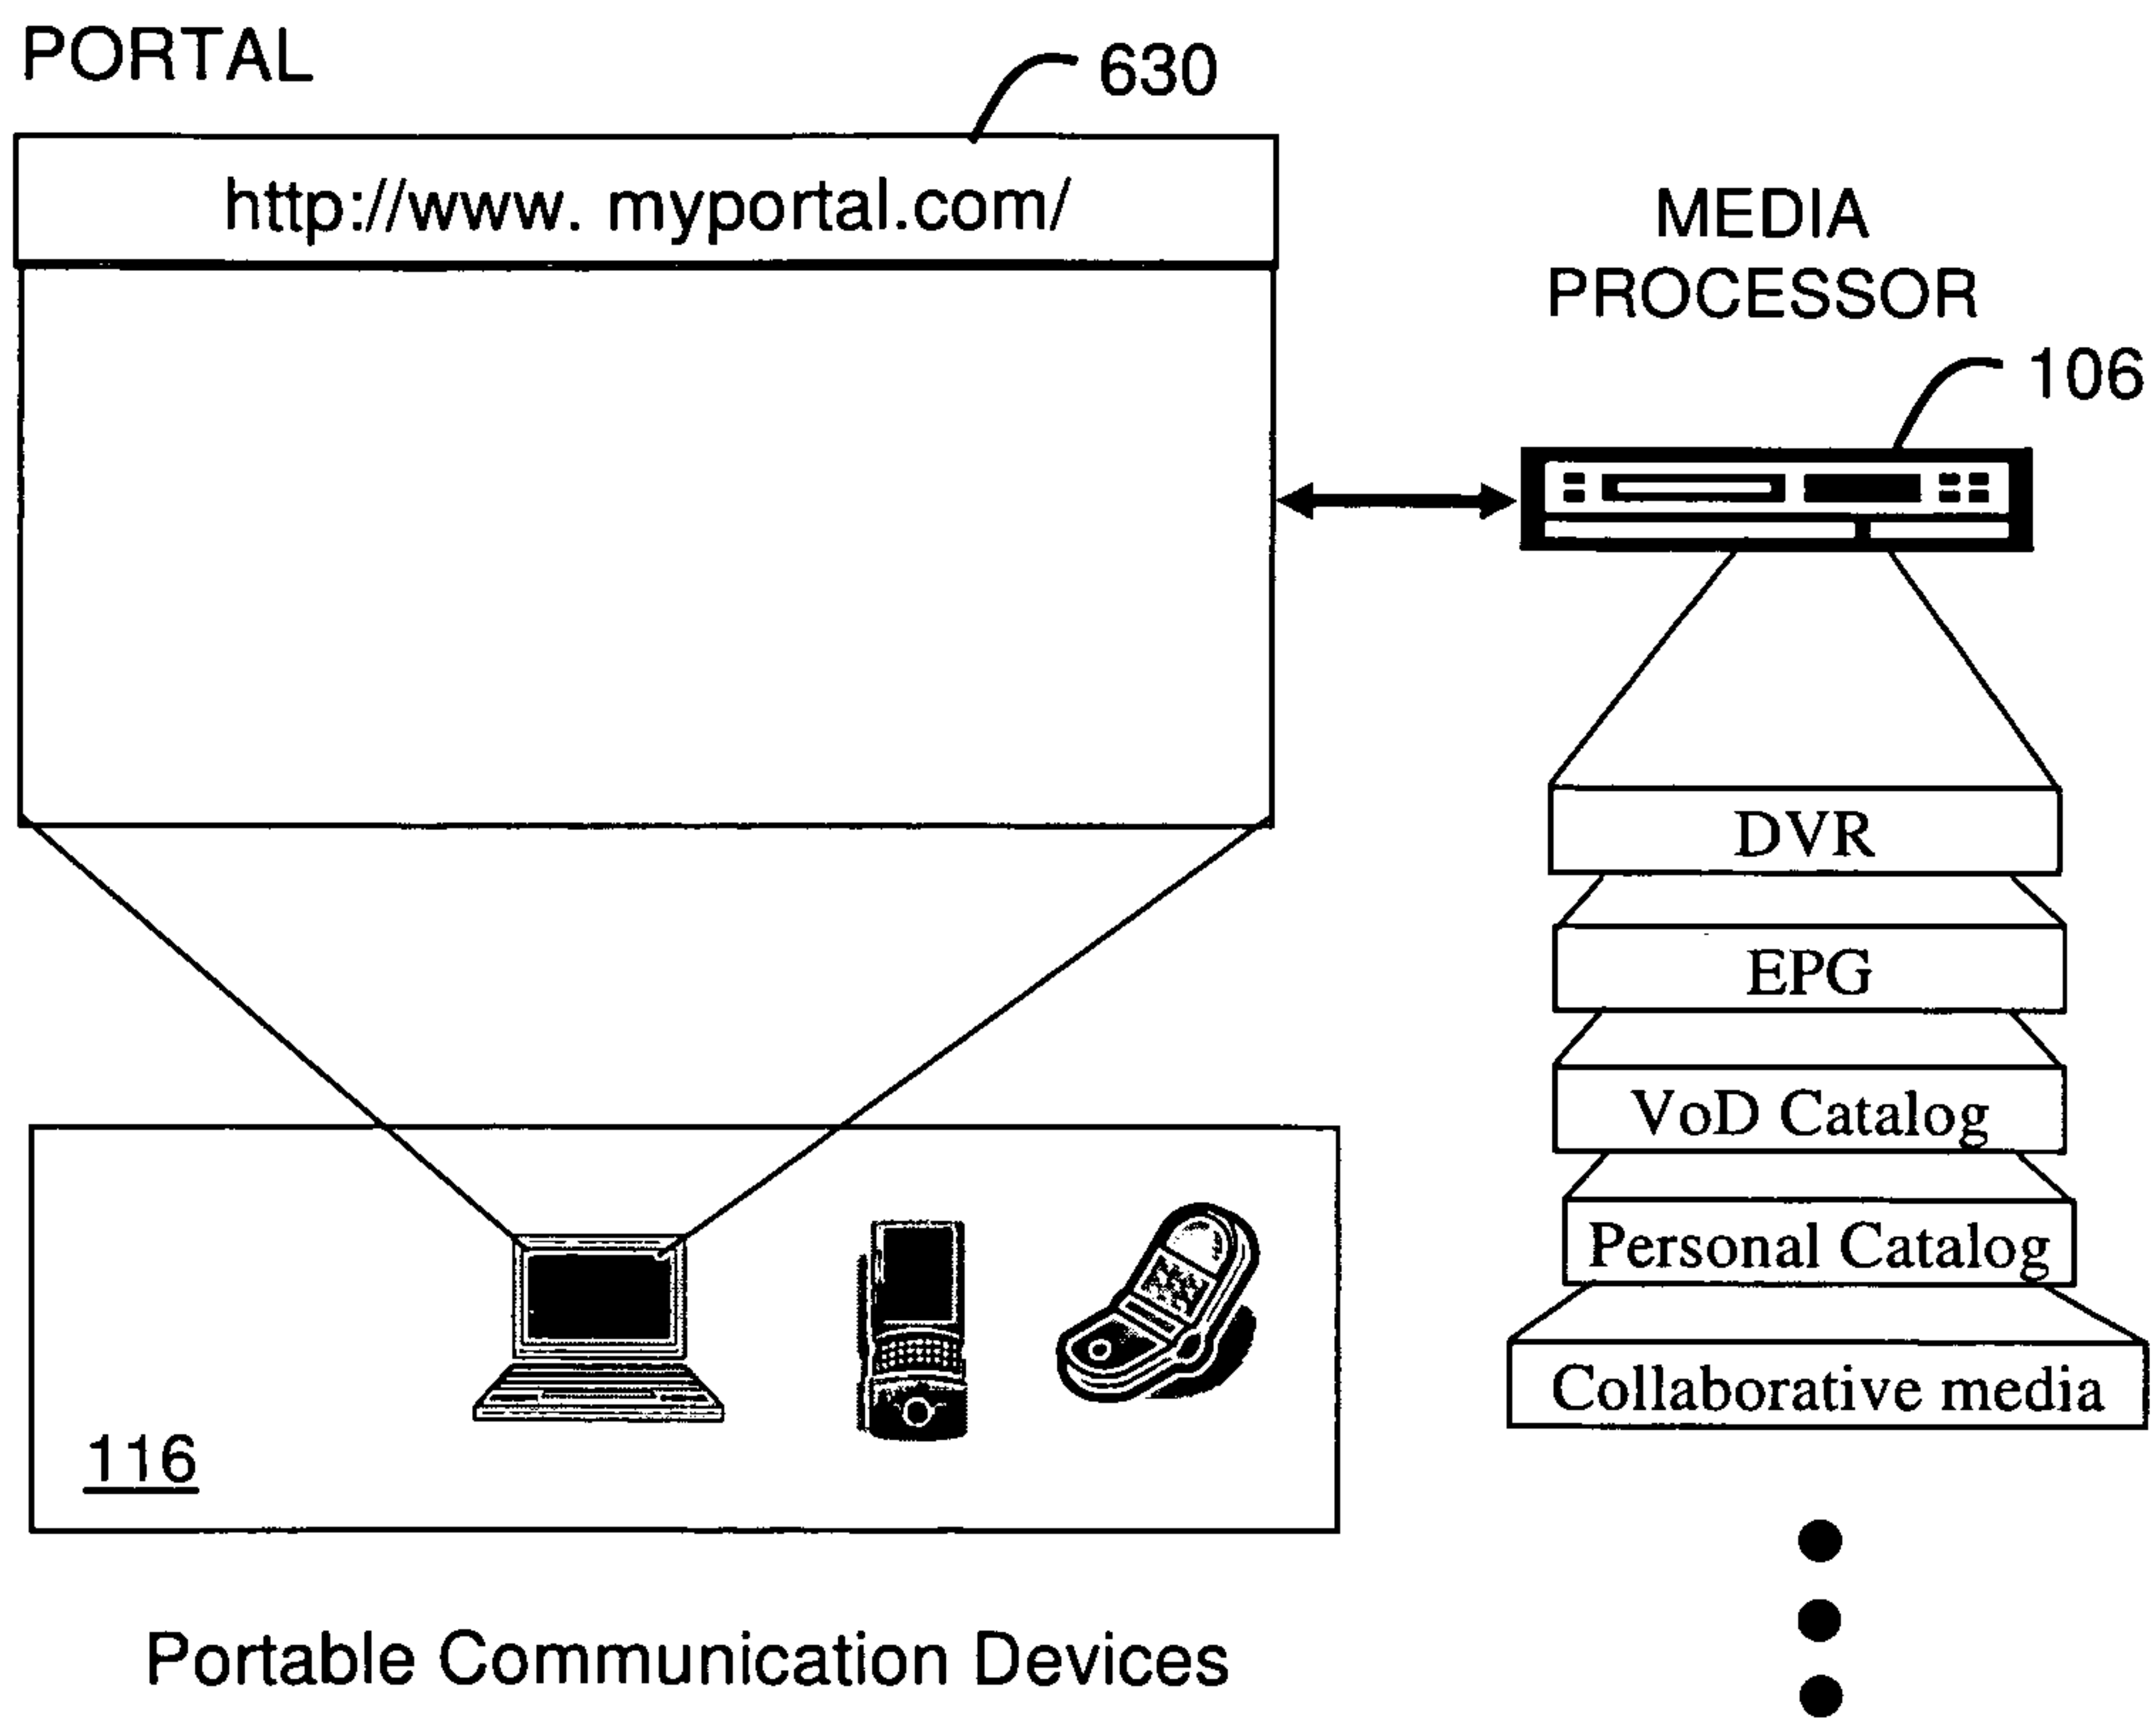 PORTAL
630
http://www. myportal.com/
MEDIA
PROCESSOR
106
DVR
EPG
VoD Catalog
Personal Catalog
Collaborative media
116
Portable Communication Devices